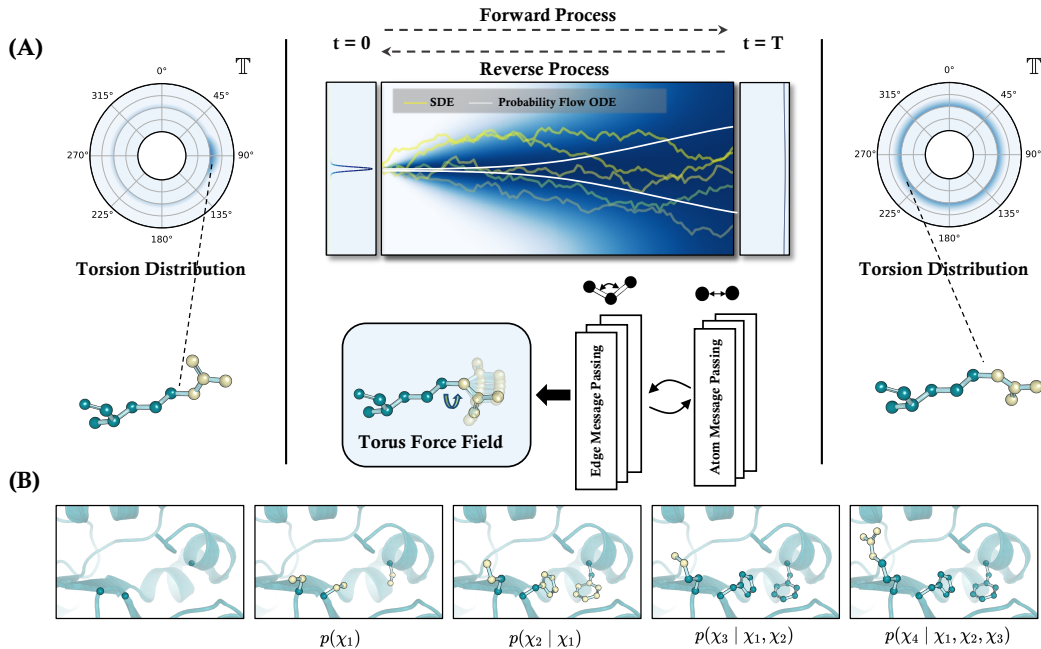 (A)
Forward Process
t = 0
t = T
Reverse Process
SDE
Probability Flow ODE
𝕋
0°
45°
90°
135°
180°
225°
270°
315°
Torsion Distribution
𝕋
0°
45°
90°
135°
180°
225°
270°
315°
Torsion Distribution
Torus Force Field
Edge Message Passing
Atom Message Passing
(B)
p(χ₁)
p(χ₂ | χ₁)
p(χ₃ | χ₁, χ₂)
p(χ₄ | χ₁, χ₂, χ₃)